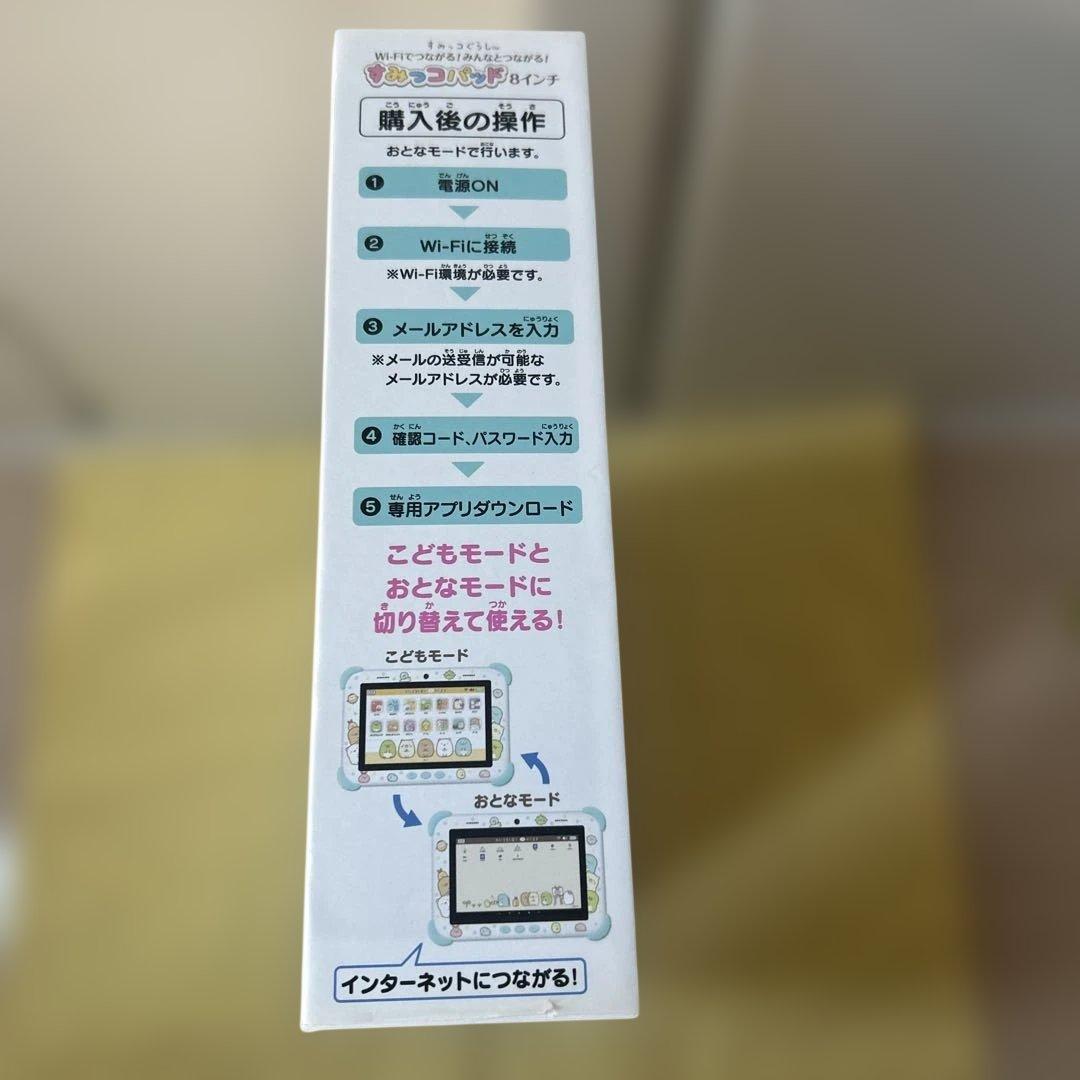 すみっコぐらし
Wi-Fiでつながる！みんなとつながる！
すみっコパッド 8インチ
購入後の操作
おとなモードで行います。
1 電源ON
2 Wi-Fiに接続
※Wi-Fi環境が必要です。
3 メールアドレスを入力
※メールの送受信が可能な
メールアドレスが必要です。
4 確認コード、パスワード入力
5 専用アプリダウンロード
こどもモードと
おとなモードに
切り替えて使える！
こどもモード
おとなモード
インターネットにつながる！